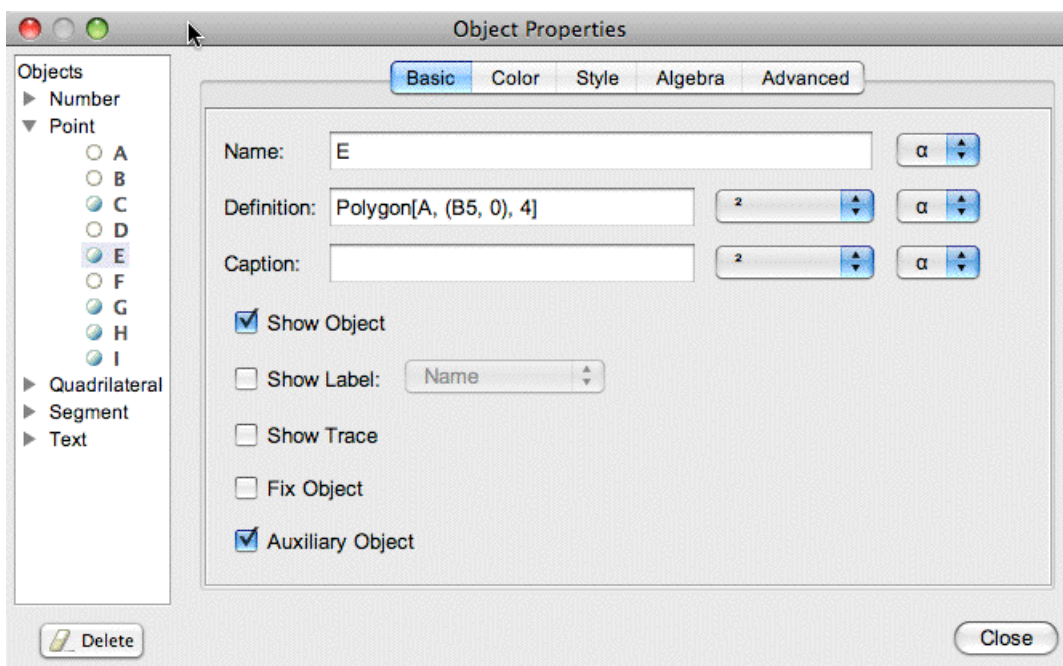 Object Properties
Objects
Number
Point
A
B
C
D
E
F
G
H
I
Quadrilateral
Segment
Text
Delete
Basic Color Style Algebra Advanced
Name: E α
Definition: Polygon[A, (B5, 0), 4] ² α
Caption: ² α
Show Object
Show Label: Name
Show Trace
Fix Object
Auxiliary Object
Close